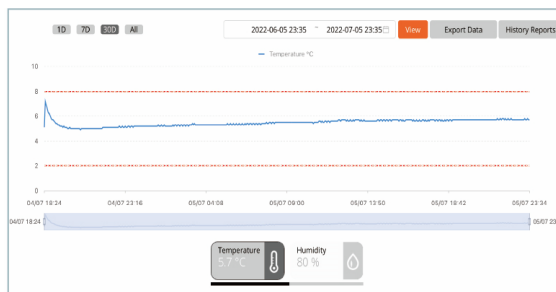 1D 7D 30D All 2022-06-05 23:35 ~ 2022-07-05 23:35 View Export Data History Reports
Temperature °C
10
8
6
4
2
0
04/07 18:24 04/07 23:16 05/07 04:08 05/07 09:00 05/07 13:50 05/07 18:42 05/07 23:34
04/07 18:24 05/07 23
Temperature Humidity
5.7 °C 80 %